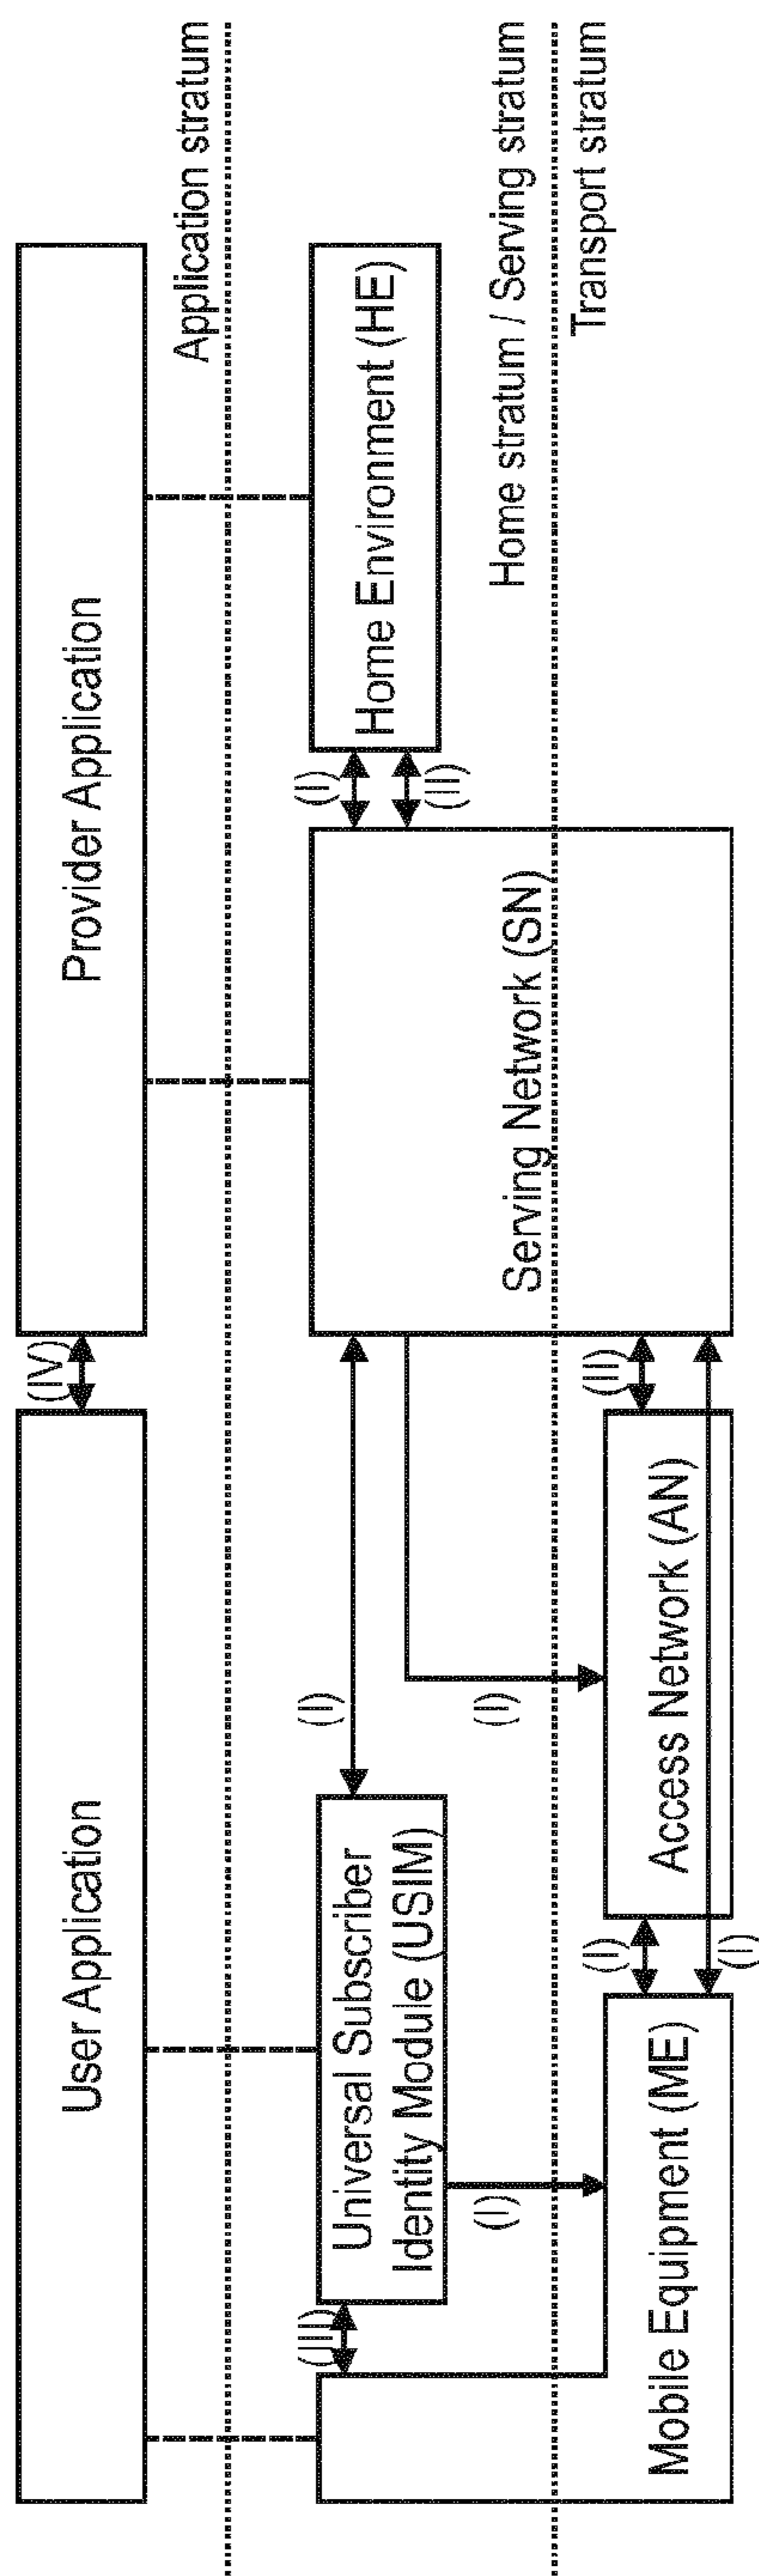 (IV)
User Application
Provider Application
Application stratum
(III)
(I)
(I)
Universal Subscriber
Identity Module (USIM)
Home Environment (HE)
(II)
(I)
(I)
Home stratum / Serving stratum
Serving Network (SN)
Transport stratum
(I)
(II)
Mobile Equipment (ME)
Access Network (AN)
(I)